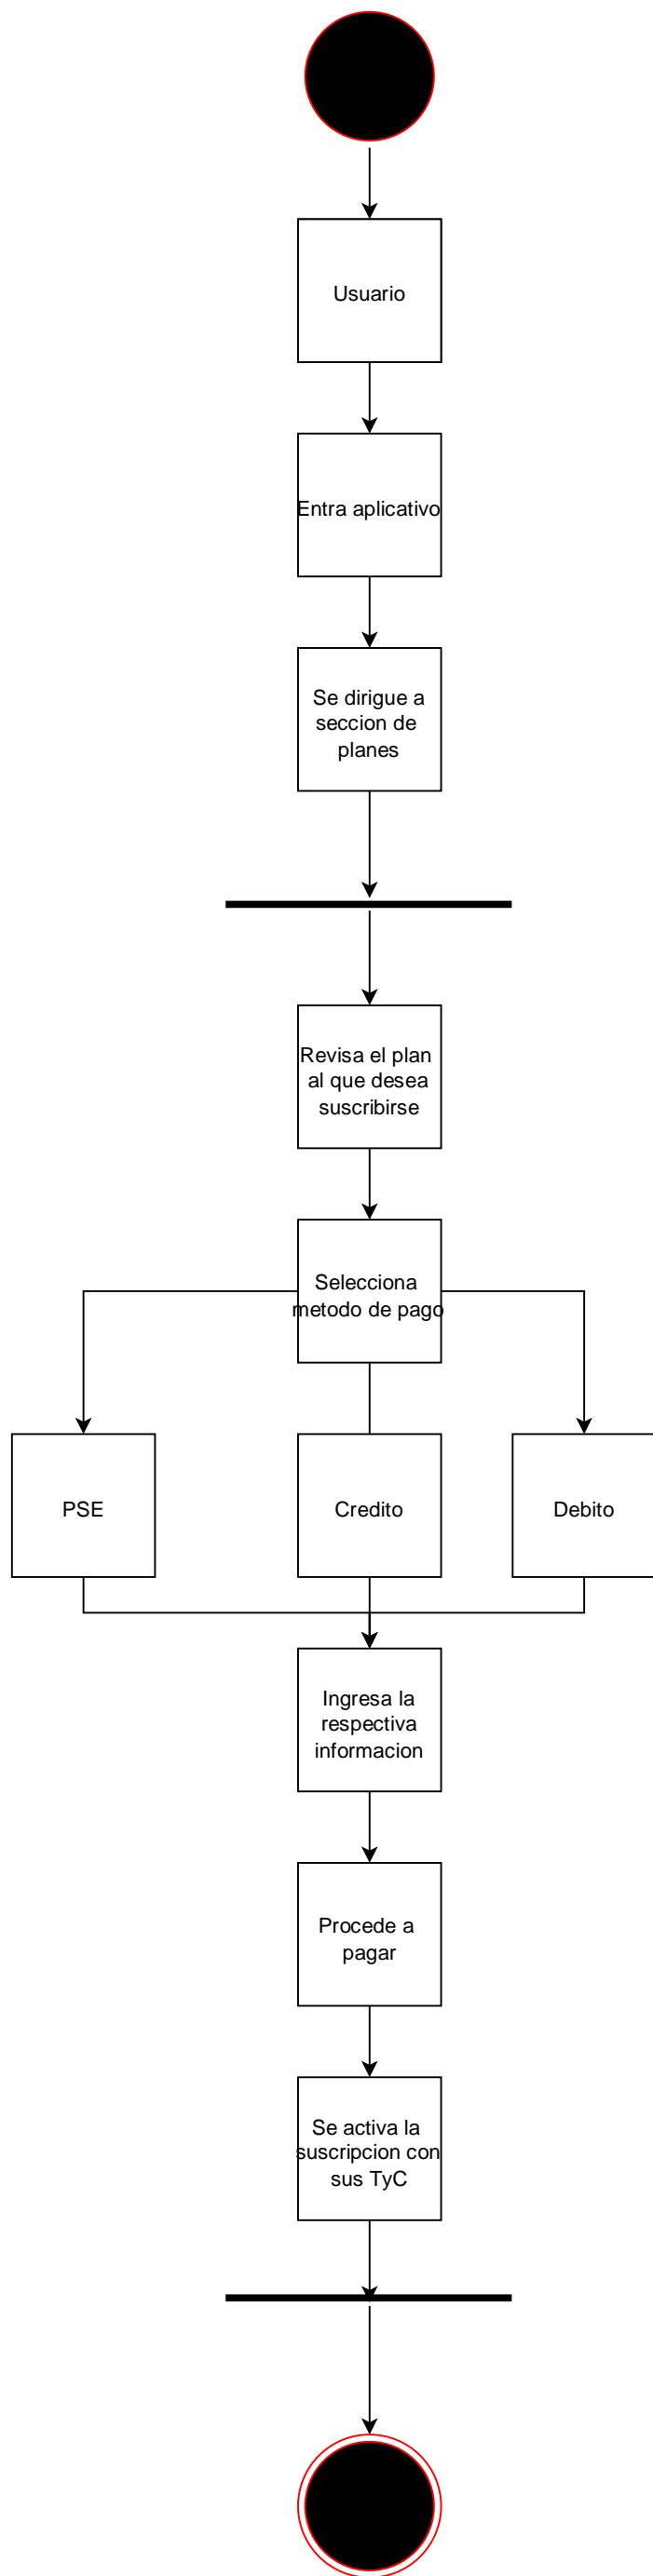 Usuario
Entra aplicativo
Se dirigue a
seccion de
planes
Revisa el plan
al que desea
suscribirse
Selecciona
metodo de pago
PSE
Credito
Debito
Ingresa la
respectiva
informacion
Procede a
pagar
Se activa la
suscripcion con
sus TyC